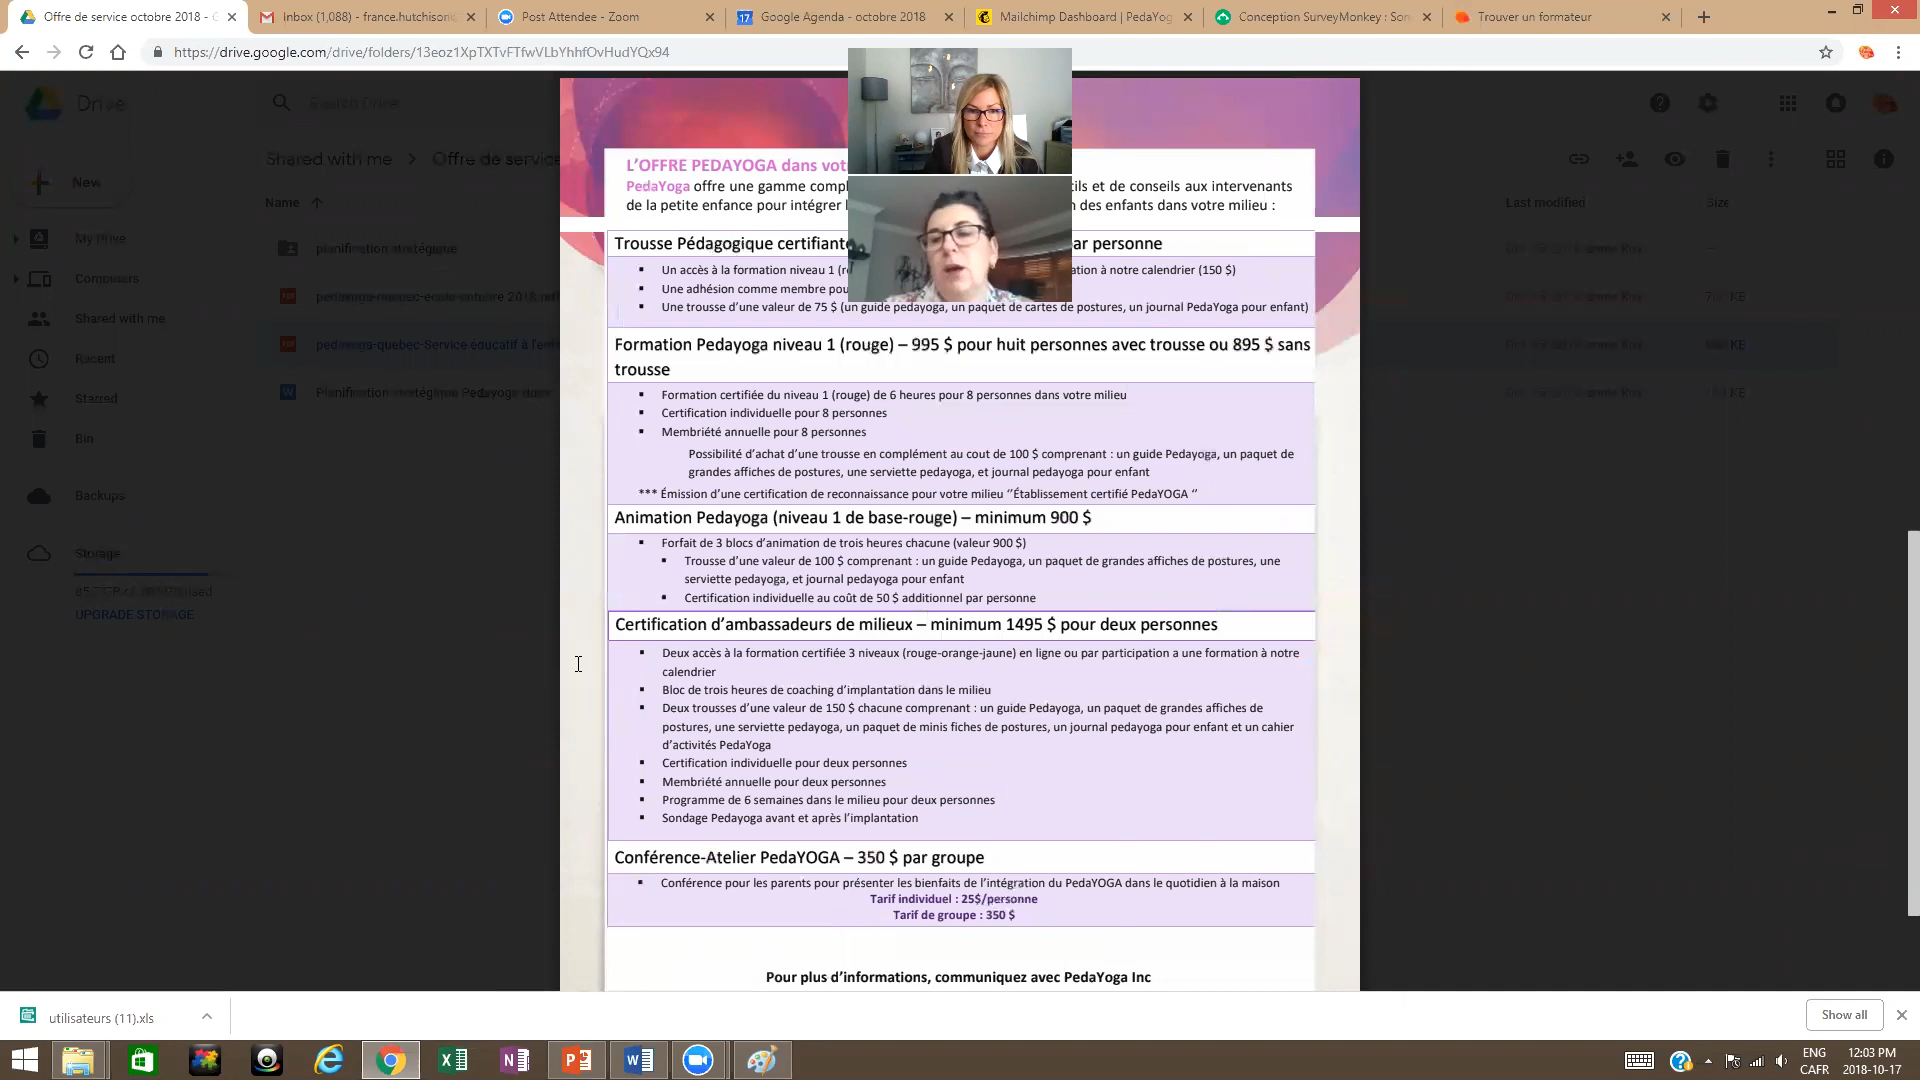 Offre de service octobre 2018 - G
Inbox (1,088) - france.hutchison
Post Attendee - Zoom
Google Agenda - octobre 2018
Mailchimp Dashboard | PedaYog
Conception SurveyMonkey : Son
Trouver un formateur
https://drive.google.com/drive/folders/13eoz1XpTXTvFTfwVLbYhhfOvHudYQx94
Drive
Search Drive
Shared with me > Offre de service
New
Name
Last modified
Size
My Drive
Computers
Shared with me
Recent
Starred
Bin
Backups
Storage
UPGRADE STORAGE
planification stratégique
KB
pedayoga-quebec-Service éducatif à l'en
KB
Planification stratégique Pedayoga
KB
L'OFFRE PEDAYOGA dans vot
PedaYoga offre une gamme compl tils et de conseils aux intervenants
de la petite enfance pour intégrer l n des enfants dans votre milieu :
Trousse Pédagogique certifiante ar personne
▪ Un accès à la formation niveau 1 (r ation à notre calendrier (150 $)
▪ Une adhésion comme membre pou
▪ Une trousse d'une valeur de 75 $ (un guide pedayoga, un paquet de cartes de postures, un journal PedaYoga pour enfant)
Formation Pedayoga niveau 1 (rouge) – 995 $ pour huit personnes avec trousse ou 895 $ sans
trousse
▪ Formation certifiée du niveau 1 (rouge) de 6 heures pour 8 personnes dans votre milieu
▪ Certification individuelle pour 8 personnes
▪ Membriété annuelle pour 8 personnes
Possibilité d'achat d'une trousse en complément au cout de 100 $ comprenant : un guide Pedayoga, un paquet de
grandes affiches de postures, une serviette pedayoga, et journal pedayoga pour enfant
*** Émission d'une certification de reconnaissance pour votre milieu ‘’Établissement certifié PedaYOGA ‘’
Animation Pedayoga (niveau 1 de base-rouge) – minimum 900 $
▪ Forfait de 3 blocs d'animation de trois heures chacune (valeur 900 $)
▪ Trousse d'une valeur de 100 $ comprenant : un guide Pedayoga, un paquet de grandes affiches de postures, une
serviette pedayoga, et journal pedayoga pour enfant
▪ Certification individuelle au coût de 50 $ additionnel par personne
Certification d'ambassadeurs de milieux – minimum 1495 $ pour deux personnes
▪ Deux accès à la formation certifiée 3 niveaux (rouge-orange-jaune) en ligne ou par participation a une formation à notre
calendrier
▪ Bloc de trois heures de coaching d'implantation dans le milieu
▪ Deux trousses d'une valeur de 150 $ chacune comprenant : un guide Pedayoga, un paquet de grandes affiches de
postures, une serviette pedayoga, un paquet de minis fiches de postures, un journal pedayoga pour enfant et un cahier
d'activités PedaYoga
▪ Certification individuelle pour deux personnes
▪ Membriété annuelle pour deux personnes
▪ Programme de 6 semaines dans le milieu pour deux personnes
▪ Sondage Pedayoga avant et après l'implantation
Conférence-Atelier PedaYOGA – 350 $ par groupe
▪ Conférence pour les parents pour présenter les bienfaits de l'intégration du PedaYOGA dans le quotidien à la maison
Tarif individuel : 25$/personne
Tarif de groupe : 350 $
Pour plus d'informations, communiquez avec PedaYoga Inc
utilisateurs (11).xls
Show all
ENG
CAFR
12:03 PM
2018-10-17